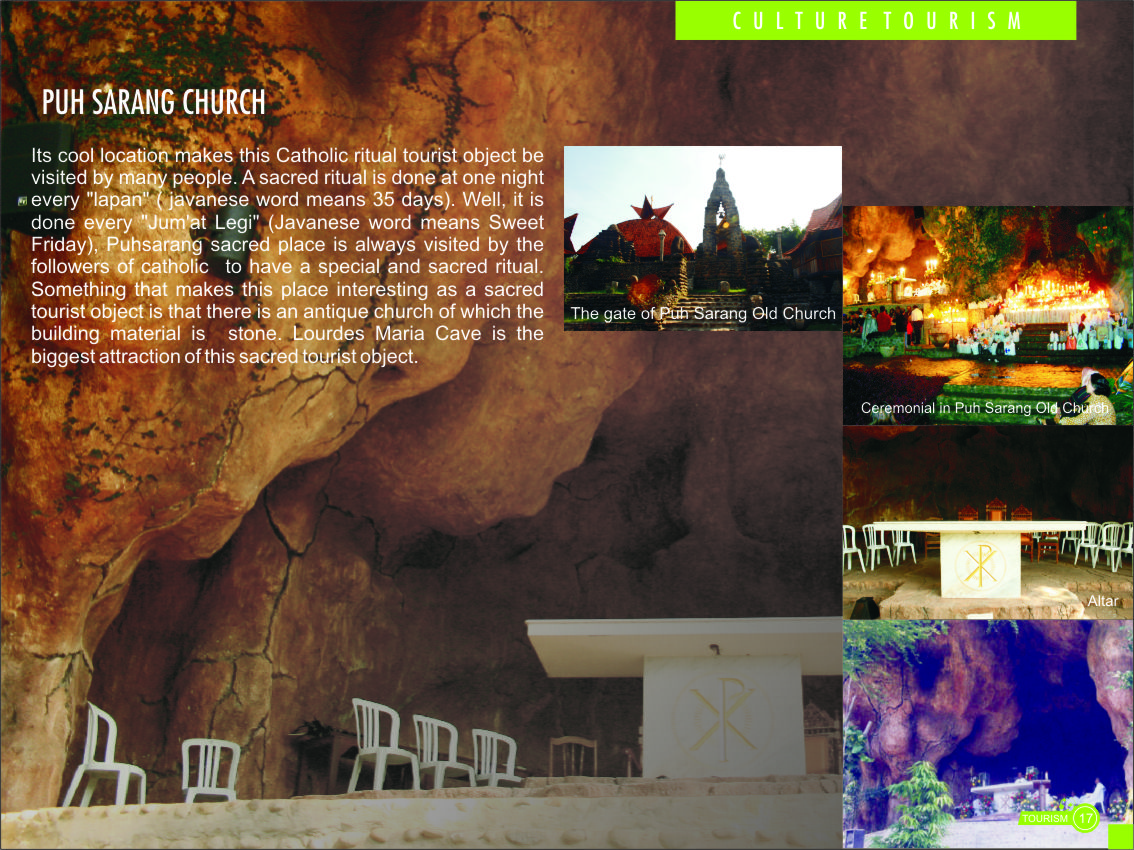 CULTURE TOURISM
PUH SARANG CHURCH
Its cool location makes this Catholic ritual tourist object be
visited by many people. A sacred ritual is done at one night
every "lapan" ( javanese word means 35 days). Well, it is
done every "Jum'at Legi" (Javanese word means Sweet
Friday), Puhsarang sacred place is always visited by the
followers of catholic  to have a special and sacred ritual.
Something that makes this place interesting as a sacred
tourist object is that there is an antique church of which the
building material is  stone. Lourdes Maria Cave is the
biggest attraction of this sacred tourist object.
The gate of Puh Sarang Old Church
Ceremonial in Puh Sarang Old Church
Altar
TOURISM 17